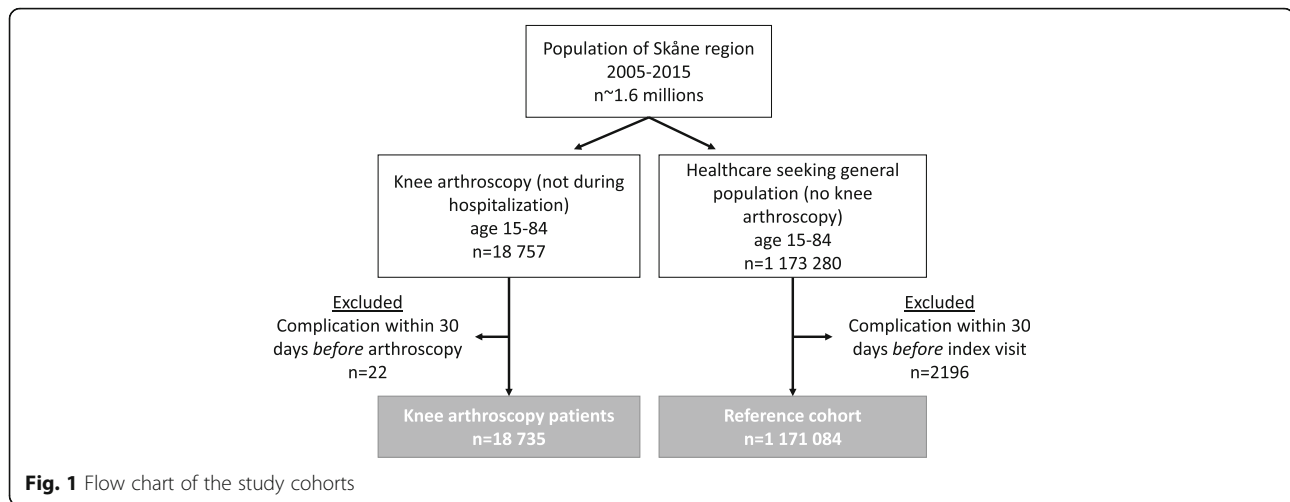 Population of Skåne region
2005-2015
n~1.6 millions
Knee arthroscopy (not during
hospitalization)
age 15-84
n=18 757
Healthcare seeking general
population (no knee
arthroscopy)
age 15-84
n=1 173 280
Excluded
Complication within 30
days before arthroscopy
n=22
Excluded
Complication within 30
days before index visit
n=2196
Knee arthroscopy patients
n=18 735
Reference cohort
n=1 171 084
Fig. 1 Flow chart of the study cohorts